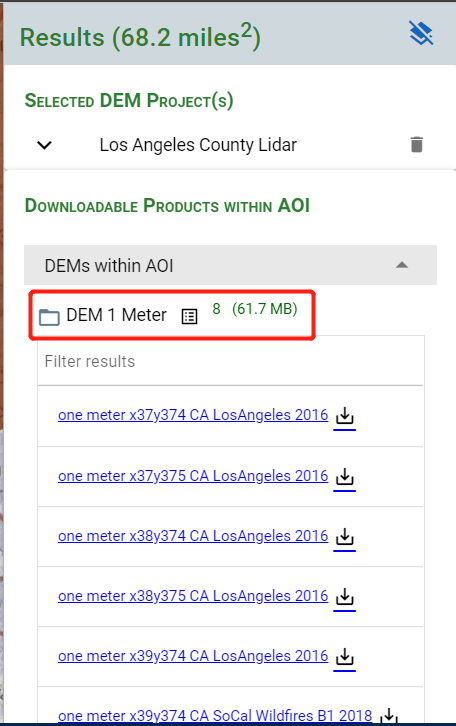 Results (68.2 miles²)
Selected DEM Project(s)
Los Angeles County Lidar
Downloadable Products within AOI
DEMs within AOI
DEM 1 Meter 8 (61.7 MB)
Filter results
one meter x37y374 CA LosAngeles 2016
one meter x37y375 CA LosAngeles 2016
one meter x38y374 CA LosAngeles 2016
one meter x38y375 CA LosAngeles 2016
one meter x39y374 CA LosAngeles 2016
one meter x39y374 CA SoCal Wildfires B1 2018